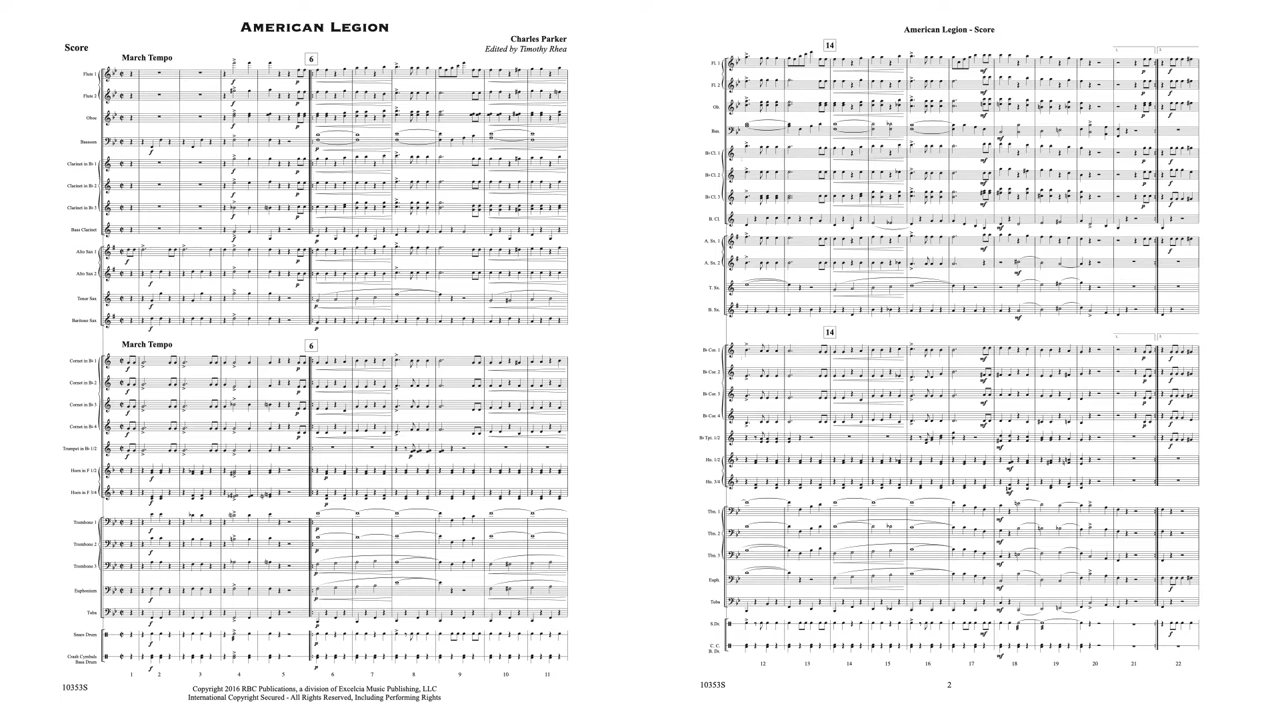 AMERICAN LEGION
Charles Parker
Edited by Timothy Rhea
Score
March Tempo
6
Flute 1
Flute 2
Oboe
Bassoon
Clarinet in B♭ 1
Clarinet in B♭ 2
Clarinet in B♭ 3
Bass Clarinet
Alto Sax 1
Alto Sax 2
Tenor Sax
Baritone Sax
March Tempo
6
Cornet in B♭ 1
Cornet in B♭ 2
Cornet in B♭ 3
Cornet in B♭ 4
Trumpet in B♭ 1/2
Horn in F 1/2
Horn in F 3/4
Trombone 1
Trombone 2
Trombone 3
Euphonium
Tuba
Snare Drum
Crash Cymbals
Bass Drum
1 2 3 4 5 6 7 8 9 10 11
10353S
Copyright 2016 RBC Publications, a division of Excelcia Music Publishing, LLC
International Copyright Secured - All Rights Reserved, Including Performing Rights
American Legion - Score
14
1. 2.
Fl. 1
Fl. 2
Ob.
Bsn.
B♭ Cl. 1
B♭ Cl. 2
B♭ Cl. 3
B. Cl.
A. Sx. 1
A. Sx. 2
T. Sx.
B. Sx.
14
1. 2.
B♭ Cor. 1
B♭ Cor. 2
B♭ Cor. 3
B♭ Cor. 4
B♭ Tpt. 1/2
Hn. 1/2
Hn. 3/4
Tbn. 1
Tbn. 2
Tbn. 3
Euph.
Tuba
S.Dr.
C. C.
B. Dr.
12 13 14 15 16 17 18 19 20 21 22
10353S
2